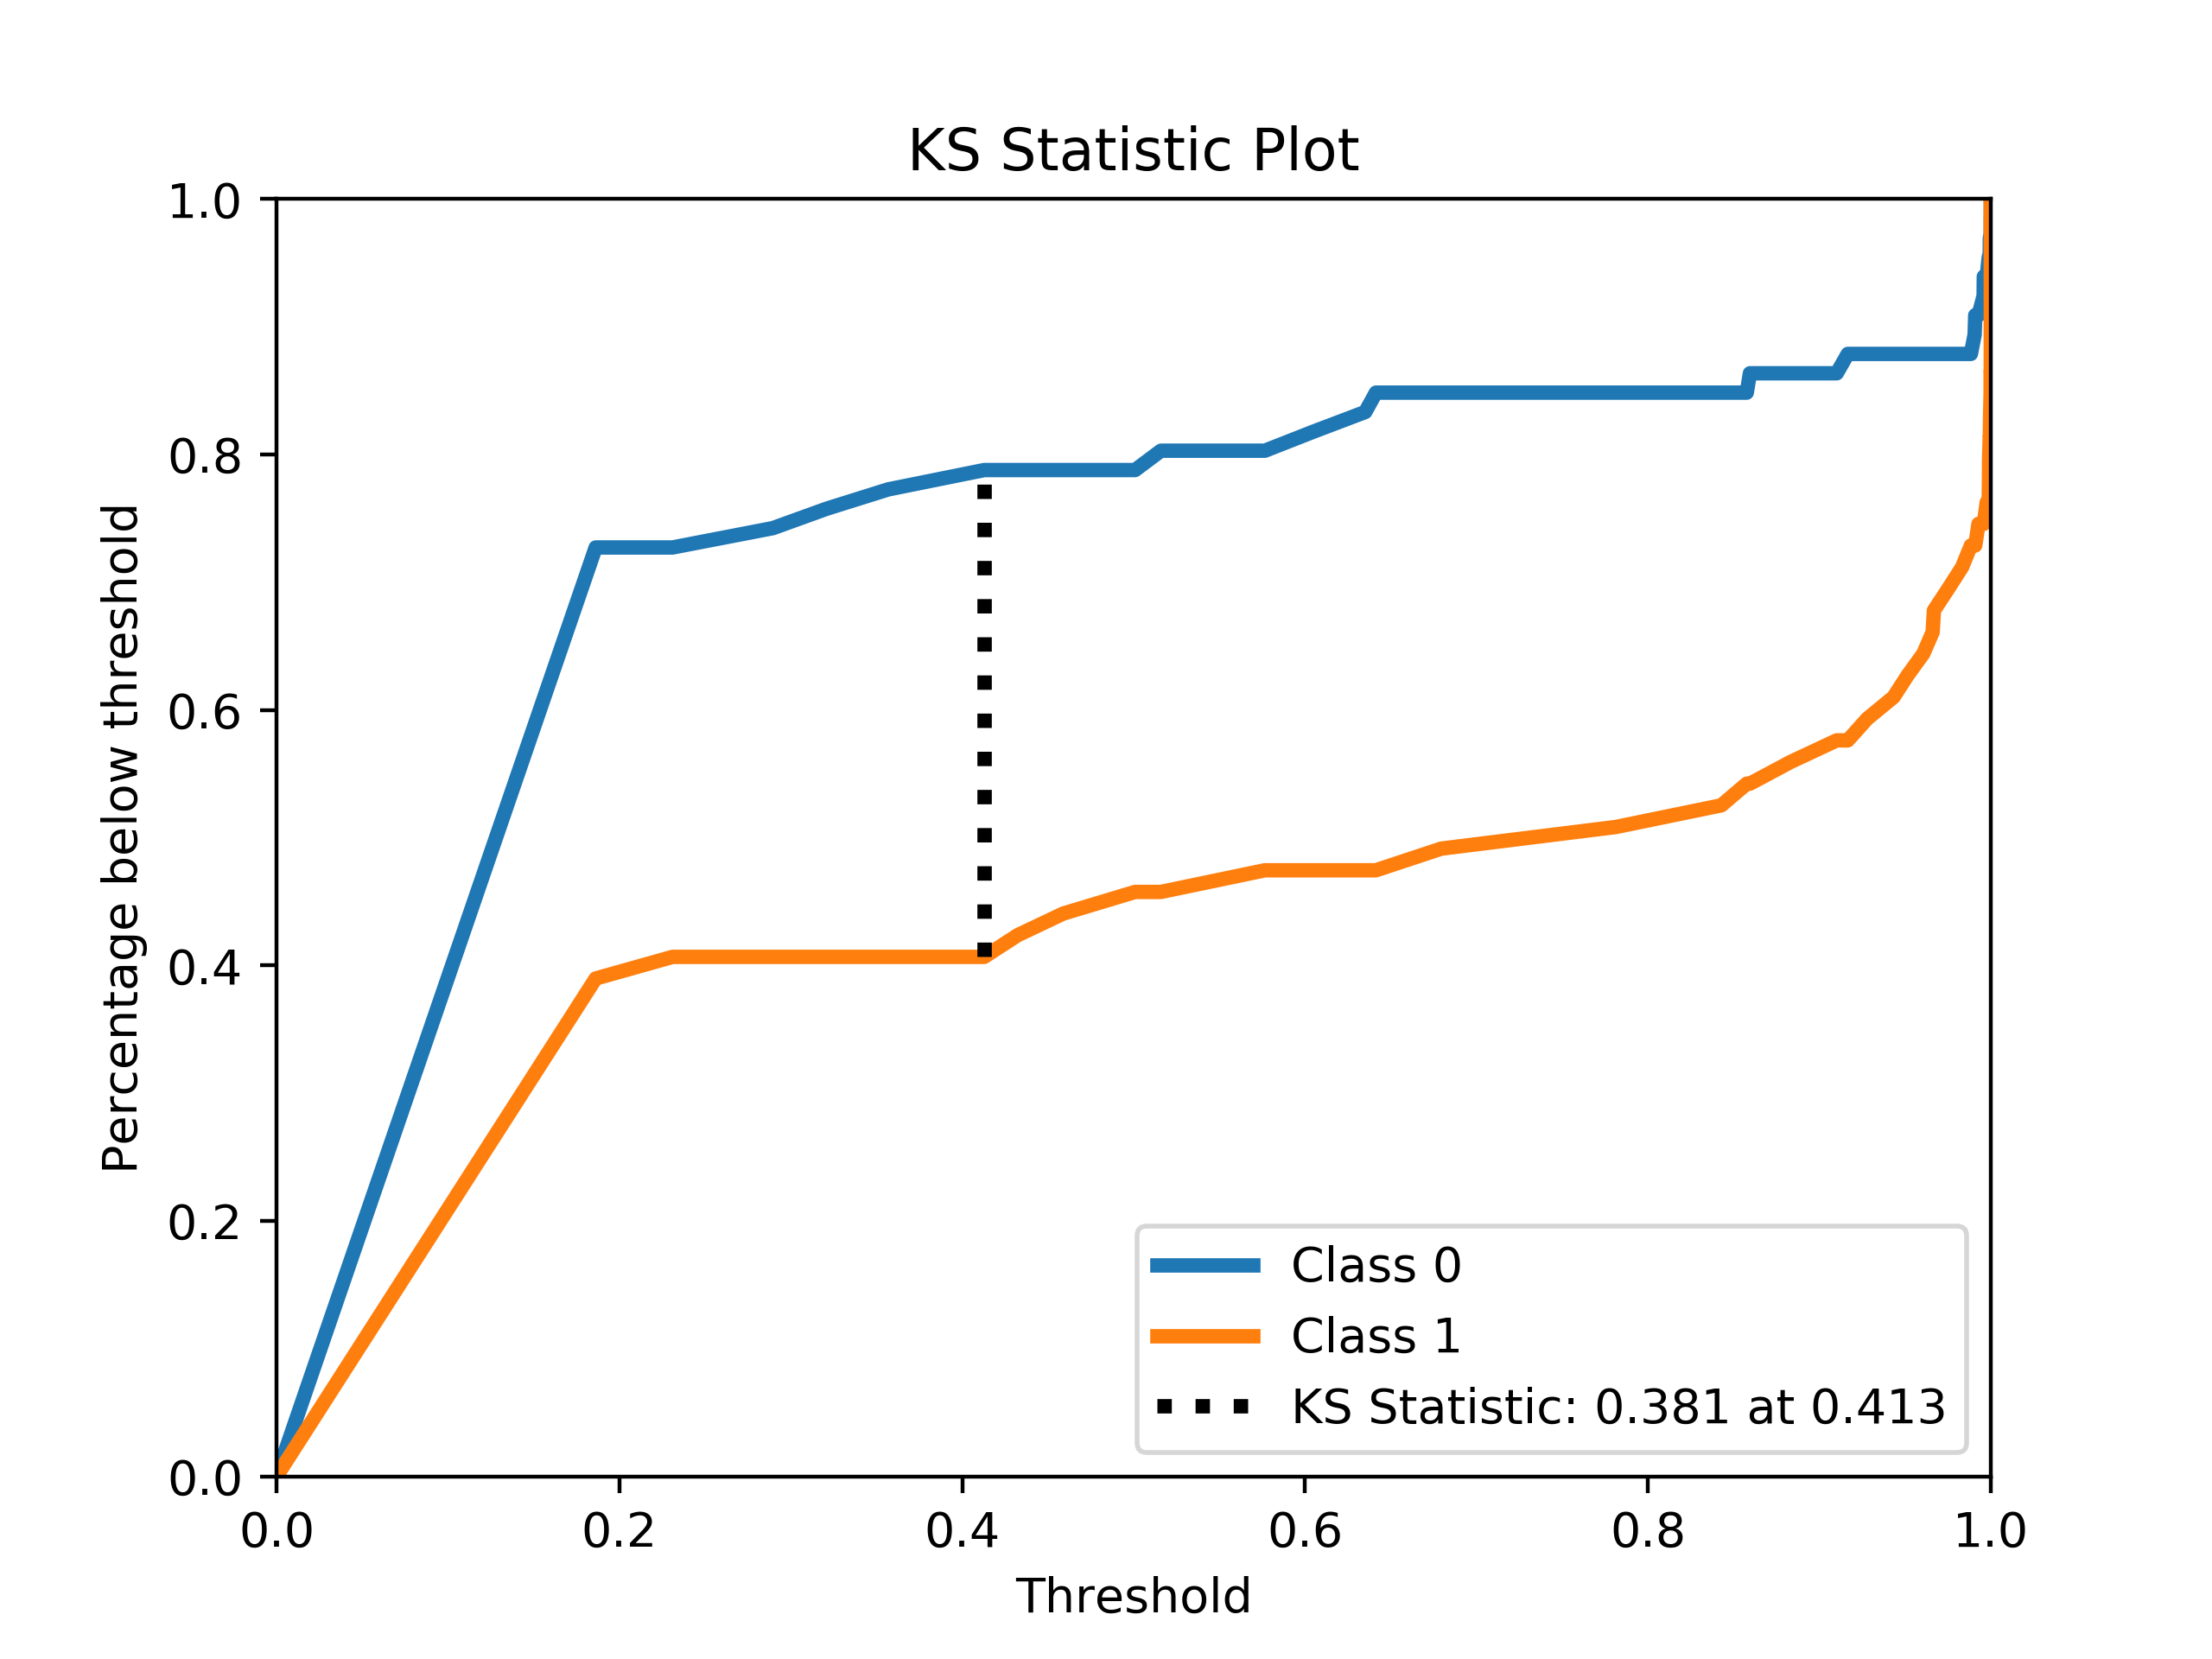 KS Statistic Plot
1.0
0.8
0.6
0.4
0.2
0.0
Percentage below threshold
0.0 0.2 0.4 0.6 0.8 1.0
Threshold
Class 0
Class 1
KS Statistic: 0.381 at 0.413